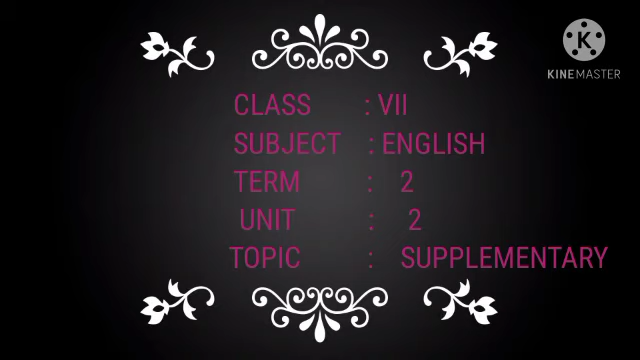 K
KINEMASTER
CLASS : VII
SUBJECT : ENGLISH
TERM : 2
UNIT : 2
TOPIC : SUPPLEMENTARY